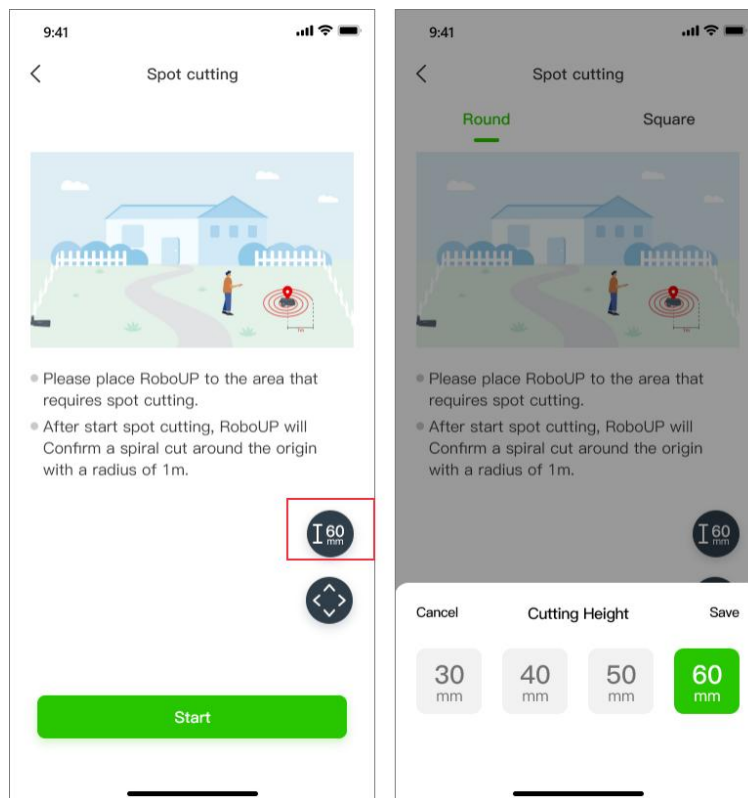 9:41
Spot cutting
1m
Please place RoboUP to the area that
requires spot cutting.
After start spot cutting, RoboUP will
Confirm a spiral cut around the origin
with a radius of 1m.
60
mm
Start
9:41
Spot cutting
Round Square
1m
Please place RoboUP to the area that
requires spot cutting.
After start spot cutting, RoboUP will
Confirm a spiral cut around the origin
with a radius of 1m.
60
mm
Cancel Cutting Height Save
30 40 50 60
mm mm mm mm